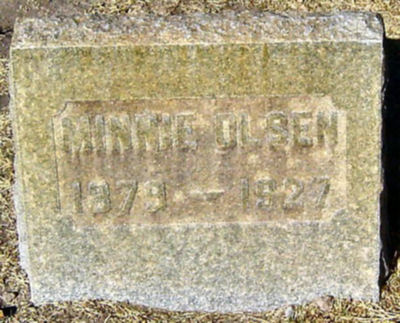 MINNIE OLSEN
1879 — 1927